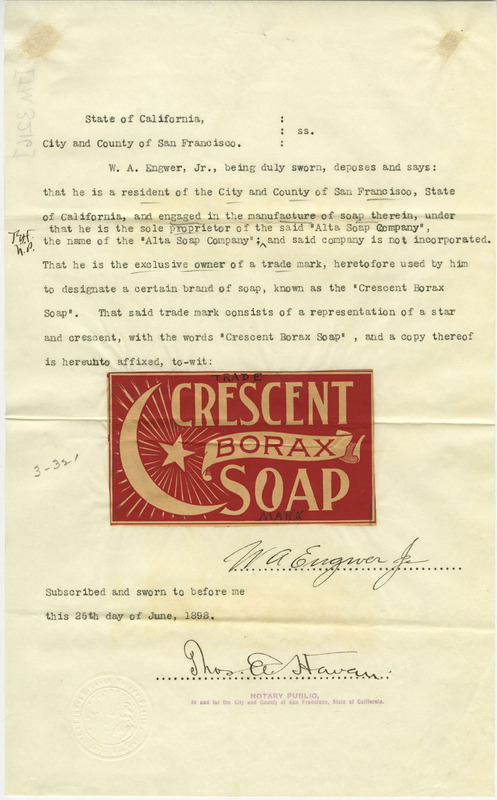 State of California, :
: ss.
City and County of San Francisco. :
W. A. Engwer, Jr., being duly sworn, deposes and says:
that he is a resident of the City and County of San Francisco, State
of California, and engaged in the manufacture of soap therein, under
that he is the sole proprietor of the said "Alta Soap Company",
the name of the "Alta Soap Company";^ and said company is not incorporated.
That he is the exclusive owner of a trade mark, heretofore used by him
to designate a certain brand of soap, known as the "Crescent Borax
Soap". That said trade mark consists of a representation of a star
and crescent, with the words "Crescent Borax Soap" , and a copy thereof
is hereunto affixed, to-wit:
TRADE
CRESCENT
BORAX
SOAP
MARK
3-321
W A Engwer Jr
Subscribed and sworn to before me
this 25th day of June, 1898.
Thos. A.
NOTARY PUBLIC,
In and for the City and County of San Francisco, State of California.